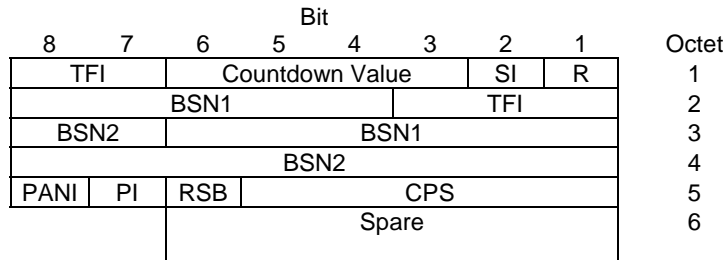 Bit
8 7 6 5 4 3 2 1 Octet
TFI Countdown Value SI R 1
BSN1 TFI 2
BSN2 BSN1 3
BSN2 4
PANI PI RSB CPS 5
Spare 6